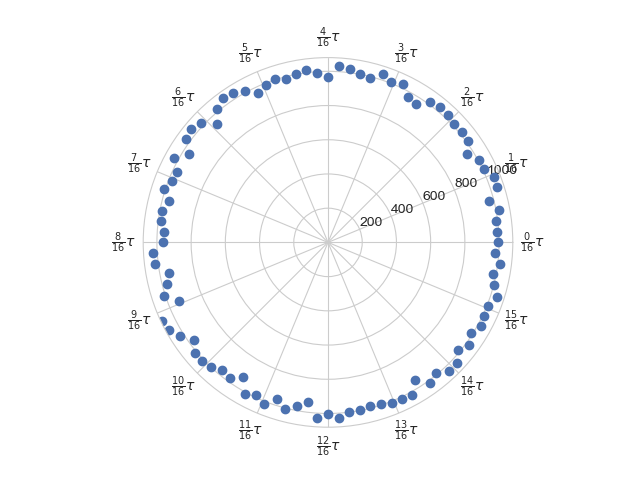 4/16 τ
5/16 τ
3/16 τ
6/16 τ
2/16 τ
7/16 τ
1/16 τ
1000
800
600
400
200
8/16 τ
0/16 τ
9/16 τ
15/16 τ
10/16 τ
14/16 τ
11/16 τ
13/16 τ
12/16 τ